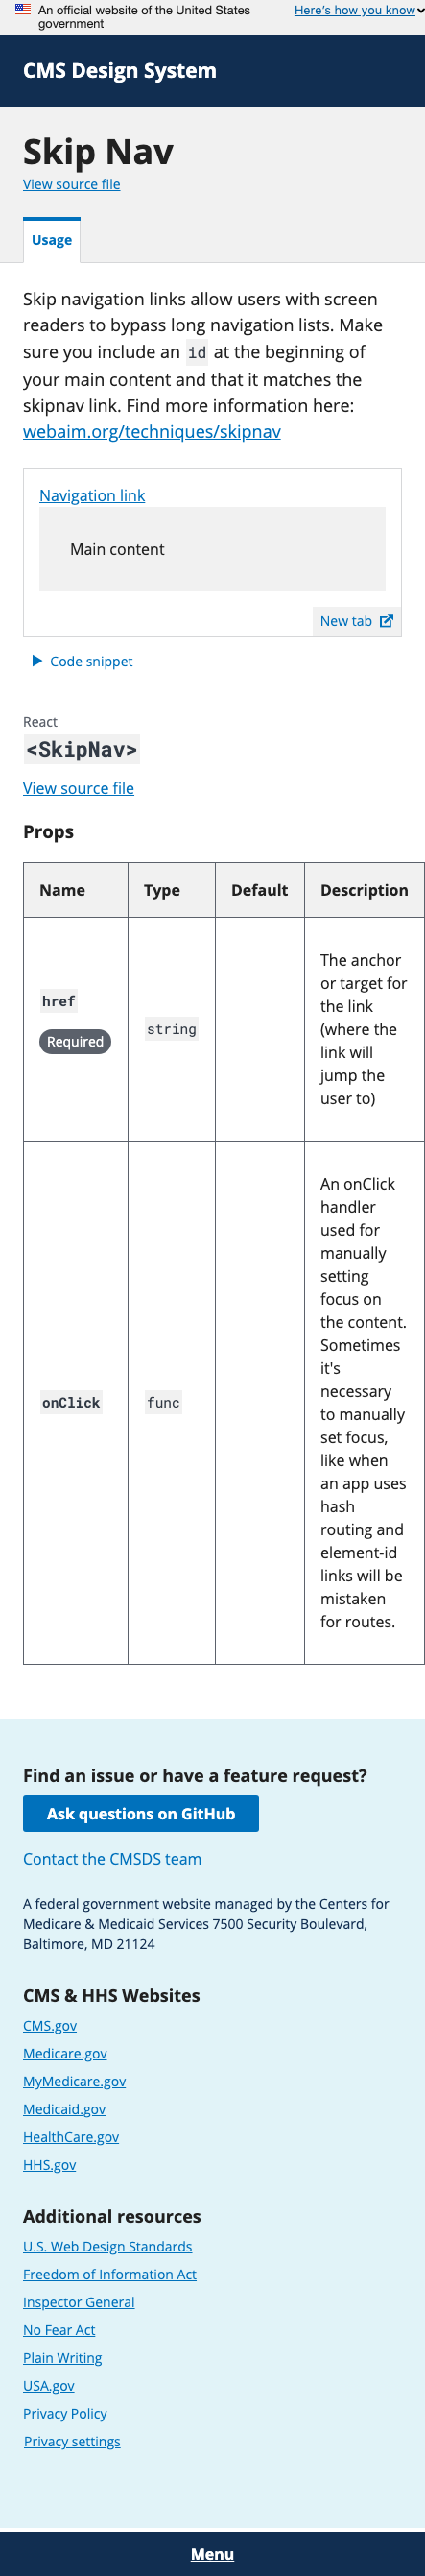 An official website of the United States
government
Here's how you know
CMS Design System
Skip Nav
View source file
Usage
Skip navigation links allow users with screen
readers to bypass long navigation lists. Make
sure you include an id at the beginning of
your main content and that it matches the
skipnav link. Find more information here:
webaim.org/techniques/skipnav
Navigation link
Main content
New tab
Code snippet
React
<SkipNav>
View source file
Props
Name Type Default Description
href
Required
string
The anchor
or target for
the link
(where the
link will
jump the
user to)
onClick
func
An onClick
handler
used for
manually
setting
focus on
the content.
Sometimes
it's
necessary
to manually
set focus,
like when
an app uses
hash
routing and
element-id
links will be
mistaken
for routes.
Find an issue or have a feature request?
Ask questions on GitHub
Contact the CMSDS team
A federal government website managed by the Centers for
Medicare & Medicaid Services 7500 Security Boulevard,
Baltimore, MD 21124
CMS & HHS Websites
CMS.gov
Medicare.gov
MyMedicare.gov
Medicaid.gov
HealthCare.gov
HHS.gov
Additional resources
U.S. Web Design Standards
Freedom of Information Act
Inspector General
No Fear Act
Plain Writing
USA.gov
Privacy Policy
Privacy settings
Menu